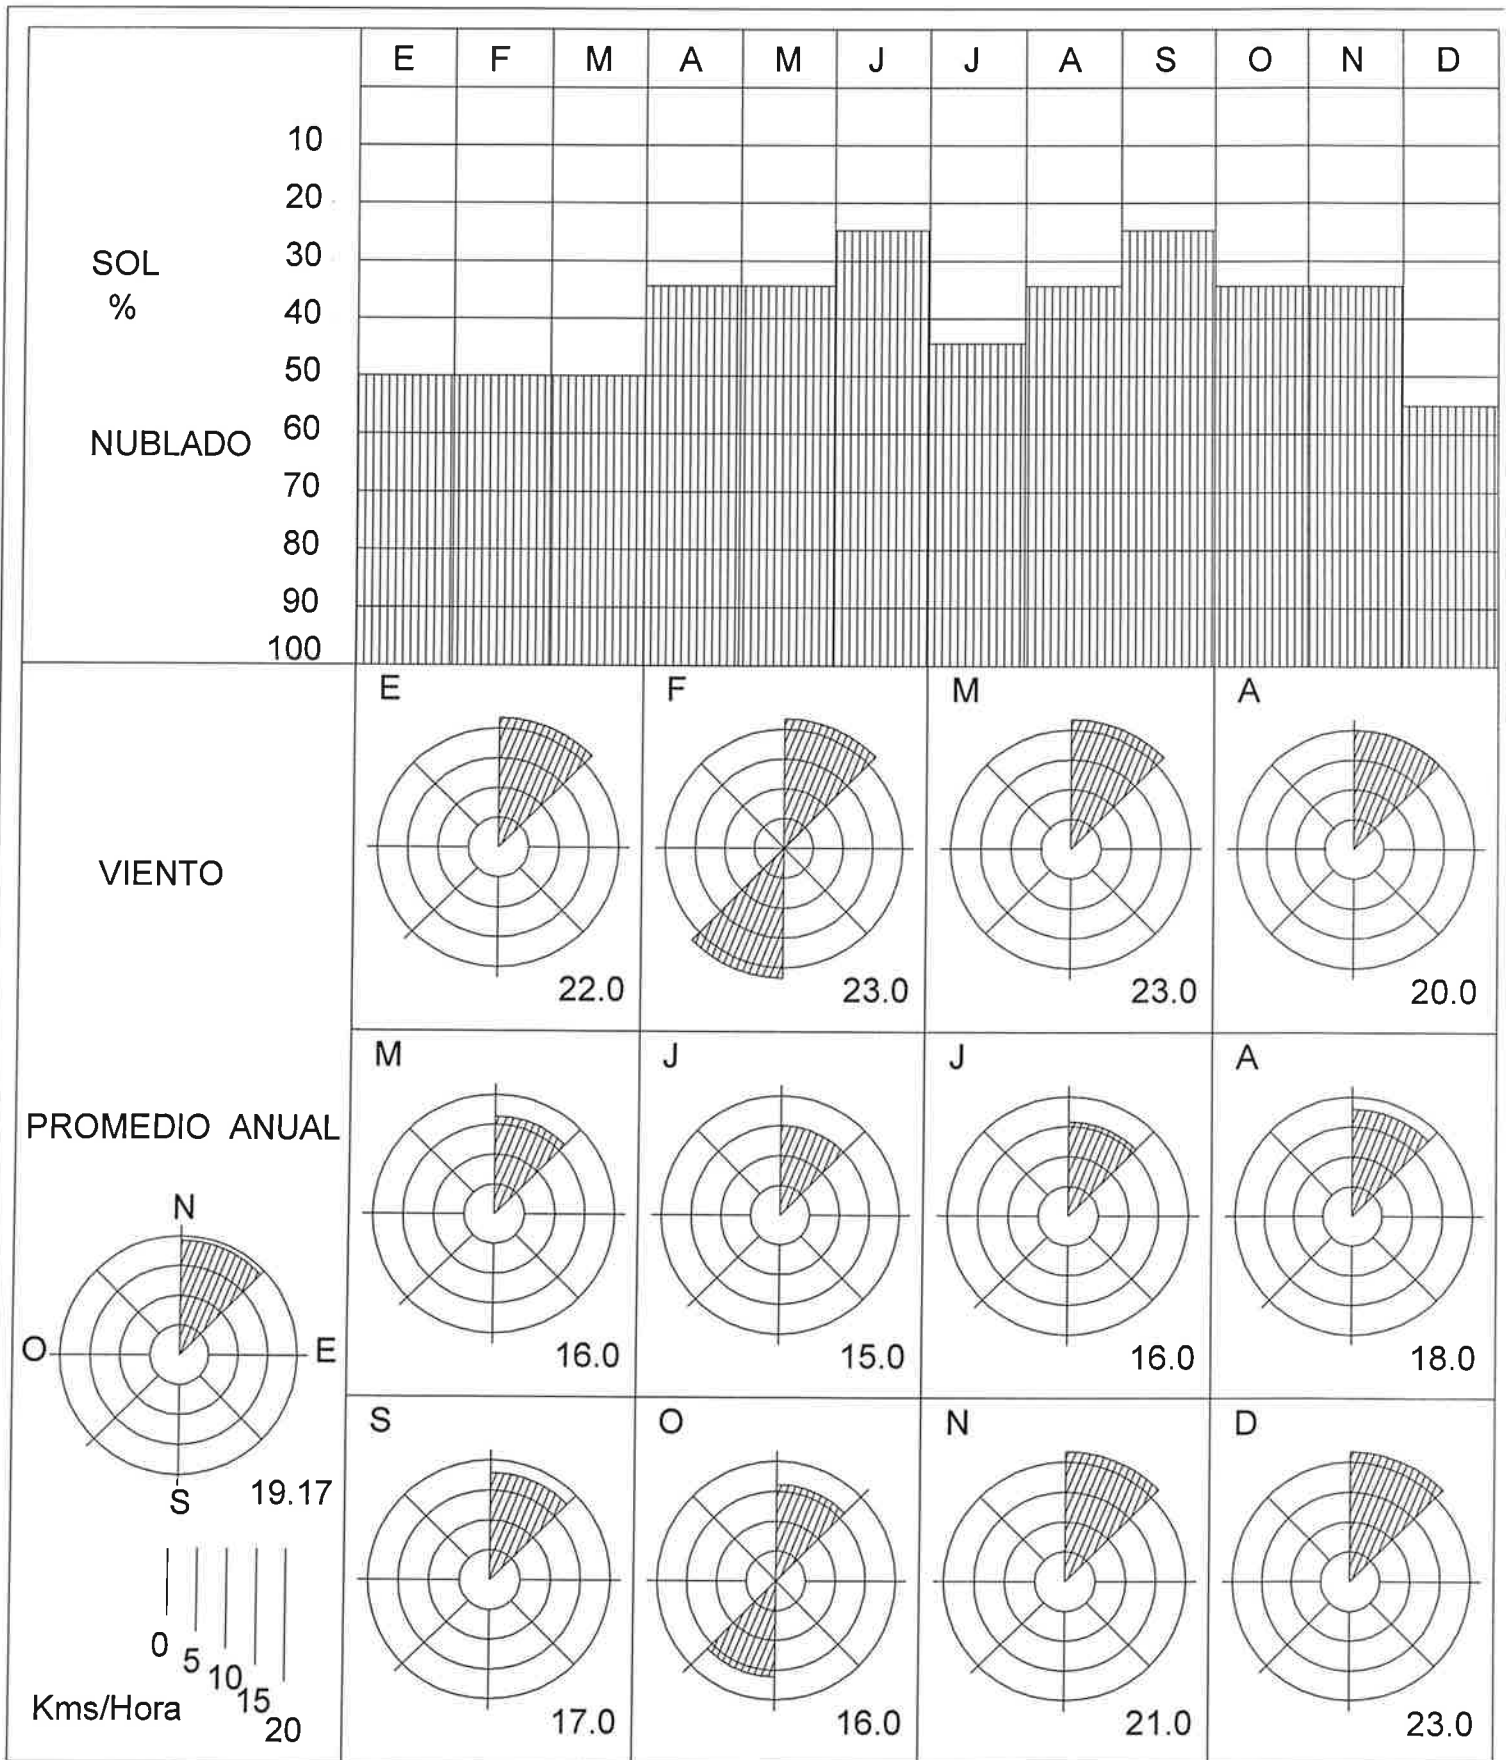 E F M A M J J A S O N D
10
20
30
SOL
%
40
50
NUBLADO
60
70
80
90
100
VIENTO
E
22.0
F
23.0
M
23.0
A
20.0
M
16.0
J
15.0
J
16.0
A
18.0
PROMEDIO ANUAL
N
O
E
S
19.17
0
5
10
15
20
Kms/Hora
S
17.0
O
16.0
N
21.0
D
23.0